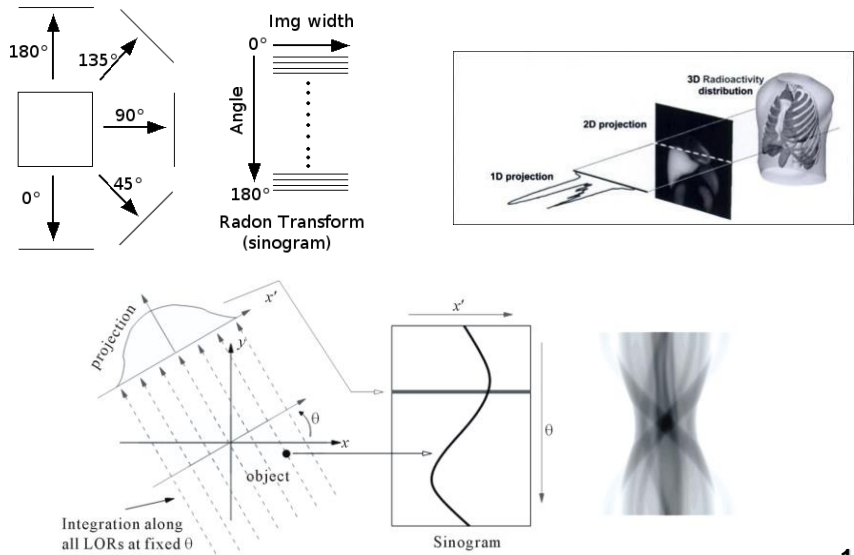 180°
135°
90°
45°
0°
Img width
0°
Angle
180°
Radon Transform
(sinogram)
3D Radioactivity
distribution
2D projection
1D projection
projection
x'
y
θ
x
object
Integration along
all LORs at fixed θ
x'
θ
Sinogram